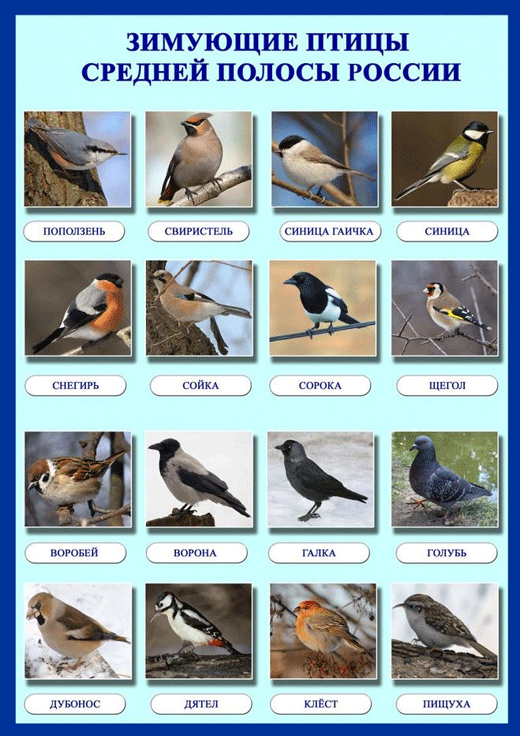 ЗИМУЮЩИЕ ПТИЦЫ
СРЕДНЕЙ ПОЛОСЫ РОССИИ
ПОПОЛЗЕНЬ
СВИРИСТЕЛЬ
СИНИЦА ГАИЧКА
СИНИЦА
СНЕГИРЬ
СОЙКА
СОРОКА
ЩЕГОЛ
ВОРОБЕЙ
ВОРОНА
ГАЛКА
ГОЛУБЬ
ДУБОНОС
ДЯТЕЛ
КЛЁСТ
ПИЩУХА